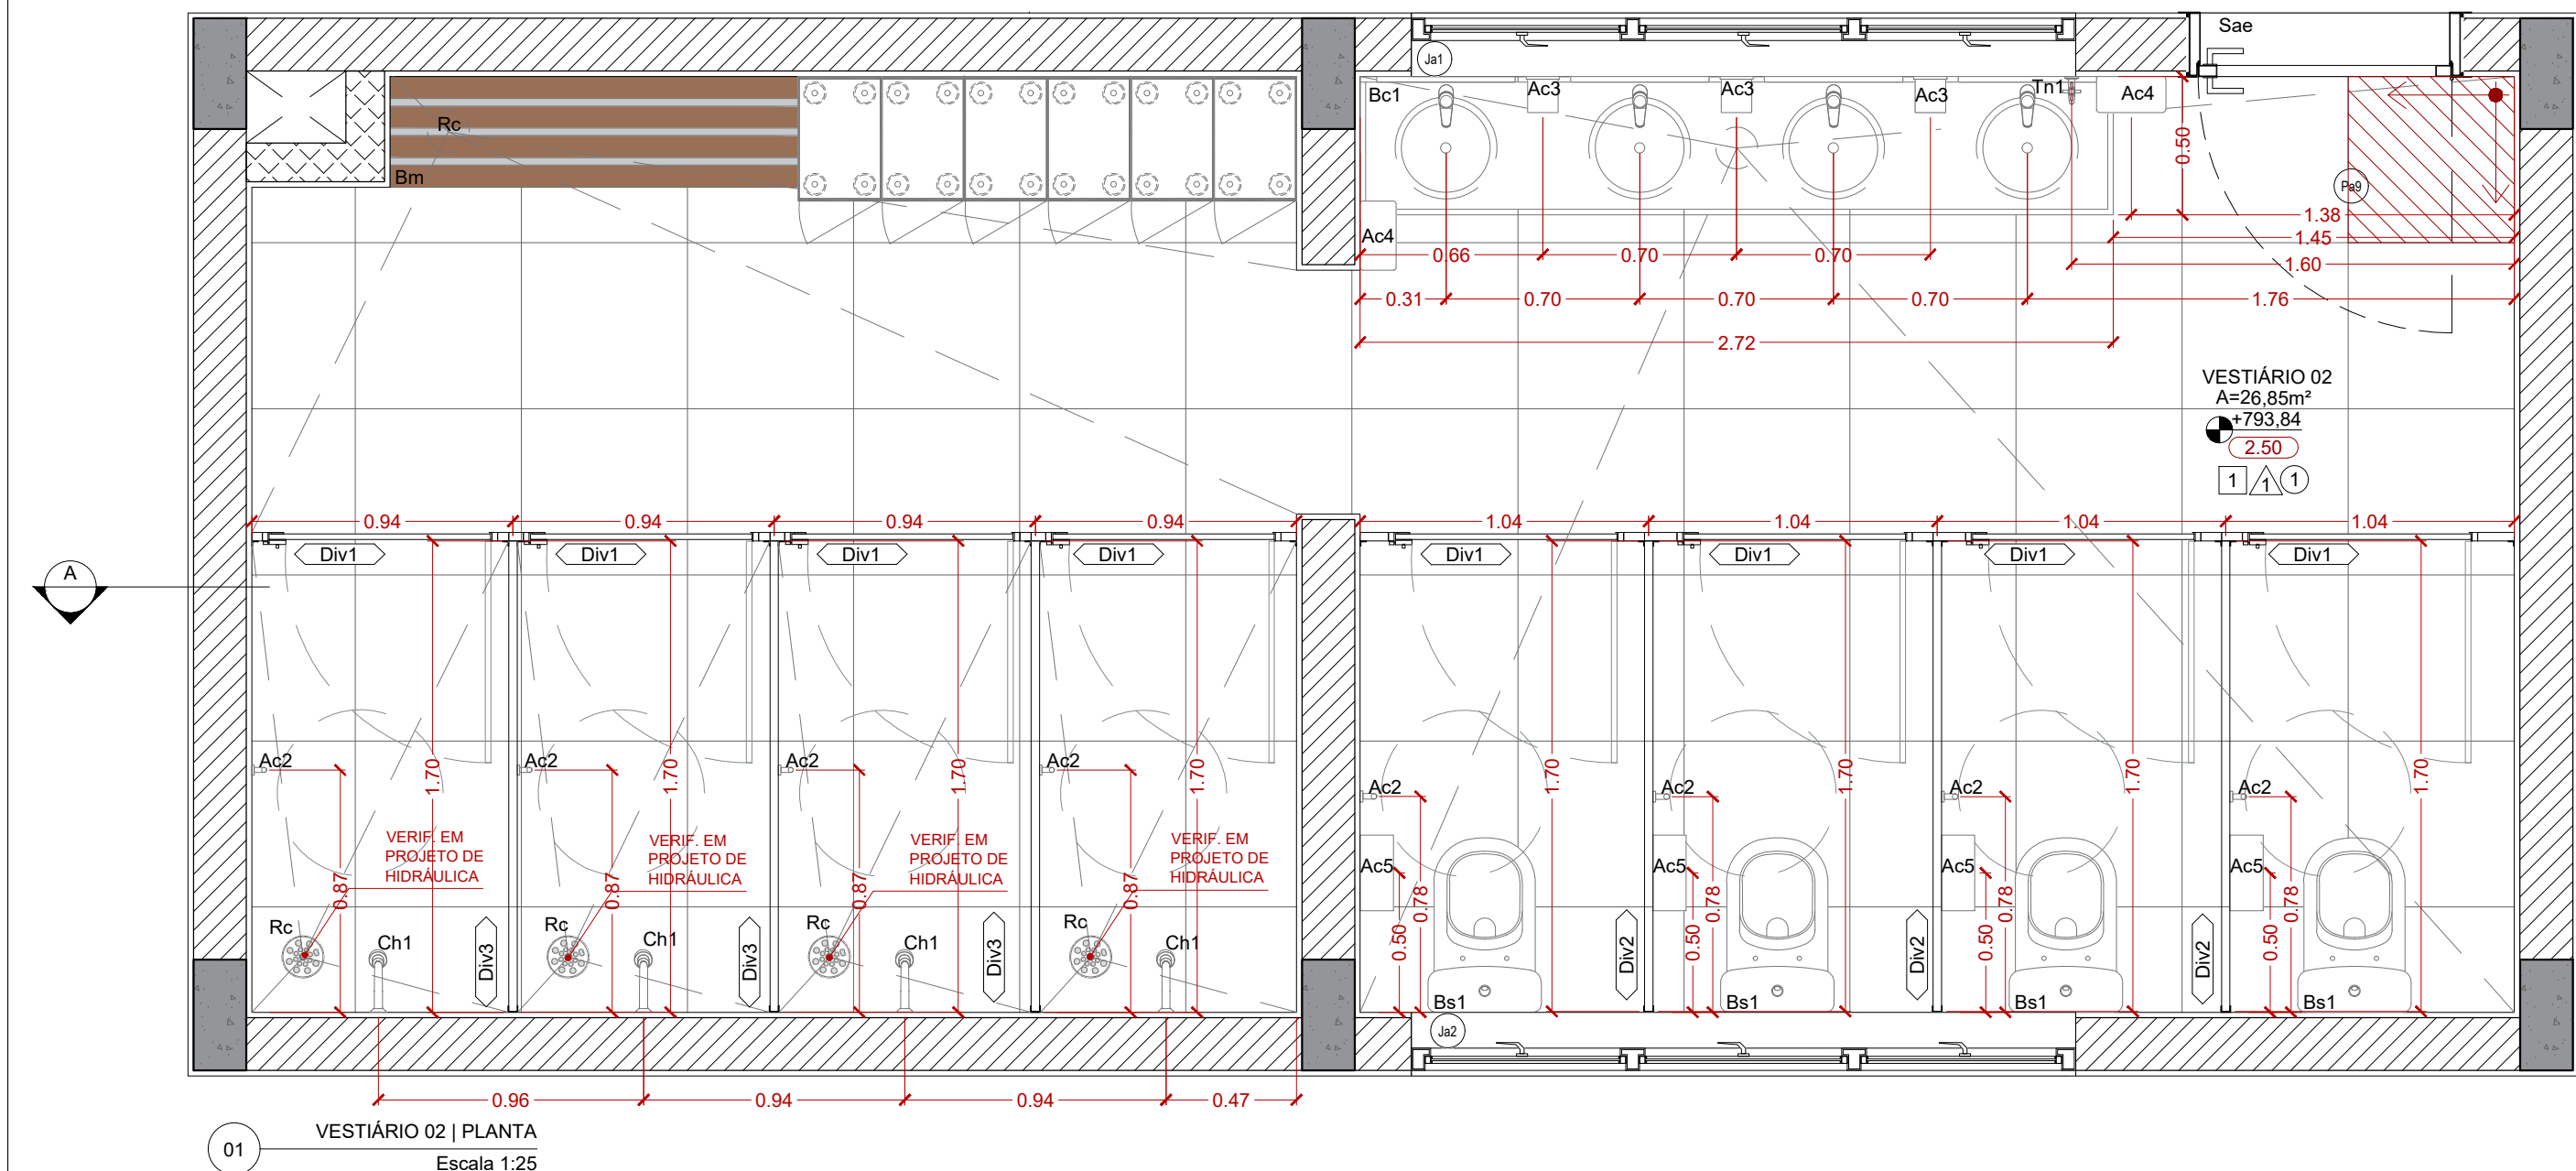 Sae
Ja1
Bc1
Ac3
Ac3
Ac3
Tn1
Ac4
Rc
Bm
0.50
Pa9
Ac4
1.38
1.45
0.66
0.70
0.70
1.60
0.31
0.70
0.70
0.70
1.76
2.72
VESTIÁRIO 02
A=26,85m²
+793,84
2.50
1
1
1
0.94
0.94
0.94
0.94
1.04
1.04
1.04
1.04
Div1
Div1
Div1
Div1
Div1
Div1
Div1
Div1
A
Ac2
Ac2
Ac2
Ac2
1.70
1.70
1.70
1.70
1.70
1.70
1.70
1.70
Ac2
Ac2
Ac2
Ac2
VERIF. EM
PROJETO DE
HIDRÁULICA
VERIF. EM
PROJETO DE
HIDRÁULICA
VERIF. EM
PROJETO DE
HIDRÁULICA
VERIF. EM
PROJETO DE
HIDRÁULICA
0.87
0.87
0.87
0.87
Ac5
Ac5
Ac5
Ac5
0.78
0.78
0.78
0.78
Rc
Rc
Rc
Rc
Ch1
Ch1
Ch1
Ch1
Div3
Div3
Div3
0.50
0.50
0.50
0.50
Div2
Div2
Div2
Bs1
Bs1
Bs1
Bs1
Ja2
0.96
0.94
0.94
0.47
01
VESTIÁRIO 02 | PLANTA
Escala 1:25